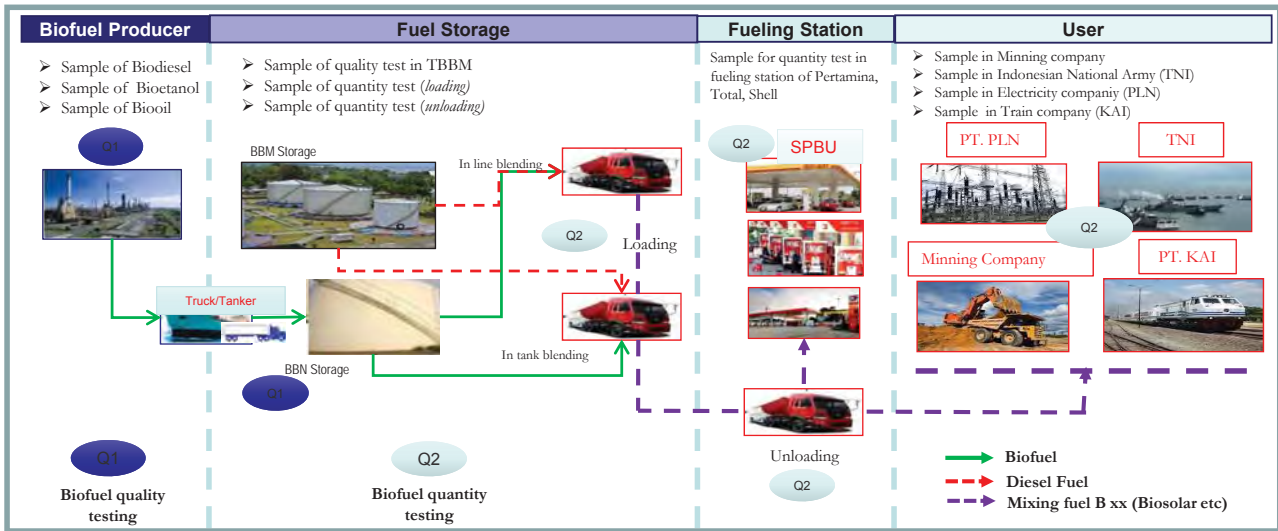 Biofuel Producer
Fuel Storage
Fueling Station
User
➢ Sample of Biodiesel
➢ Sample of Bioetanol
➢ Sample of Biooil
➢ Sample of quality test in TBBM
➢ Sample of quantity test (loading)
➢ Sample of quantity test (unloading)
Sample for quantity test in
fueling station of Pertamina,
Total, Shell
➢ Sample in Minning company
➢ Sample in Indonesian National Army (TNI)
➢ Sample in Electricity companiy (PLN)
➢ Sample in Train company (KAI)
Q1
BBM Storage
In line blending
Q2
Loading
Truck/Tanker
In tank blending
BBN Storage
Q1
Q2
SPBU
PT. PLN
TNI
Q2
Minning Company
PT. KAI
Unloading
Q2
Q1
Biofuel quality
testing
Q2
Biofuel quantity
testing
Biofuel
Diesel Fuel
Mixing fuel B xx (Biosolar etc)